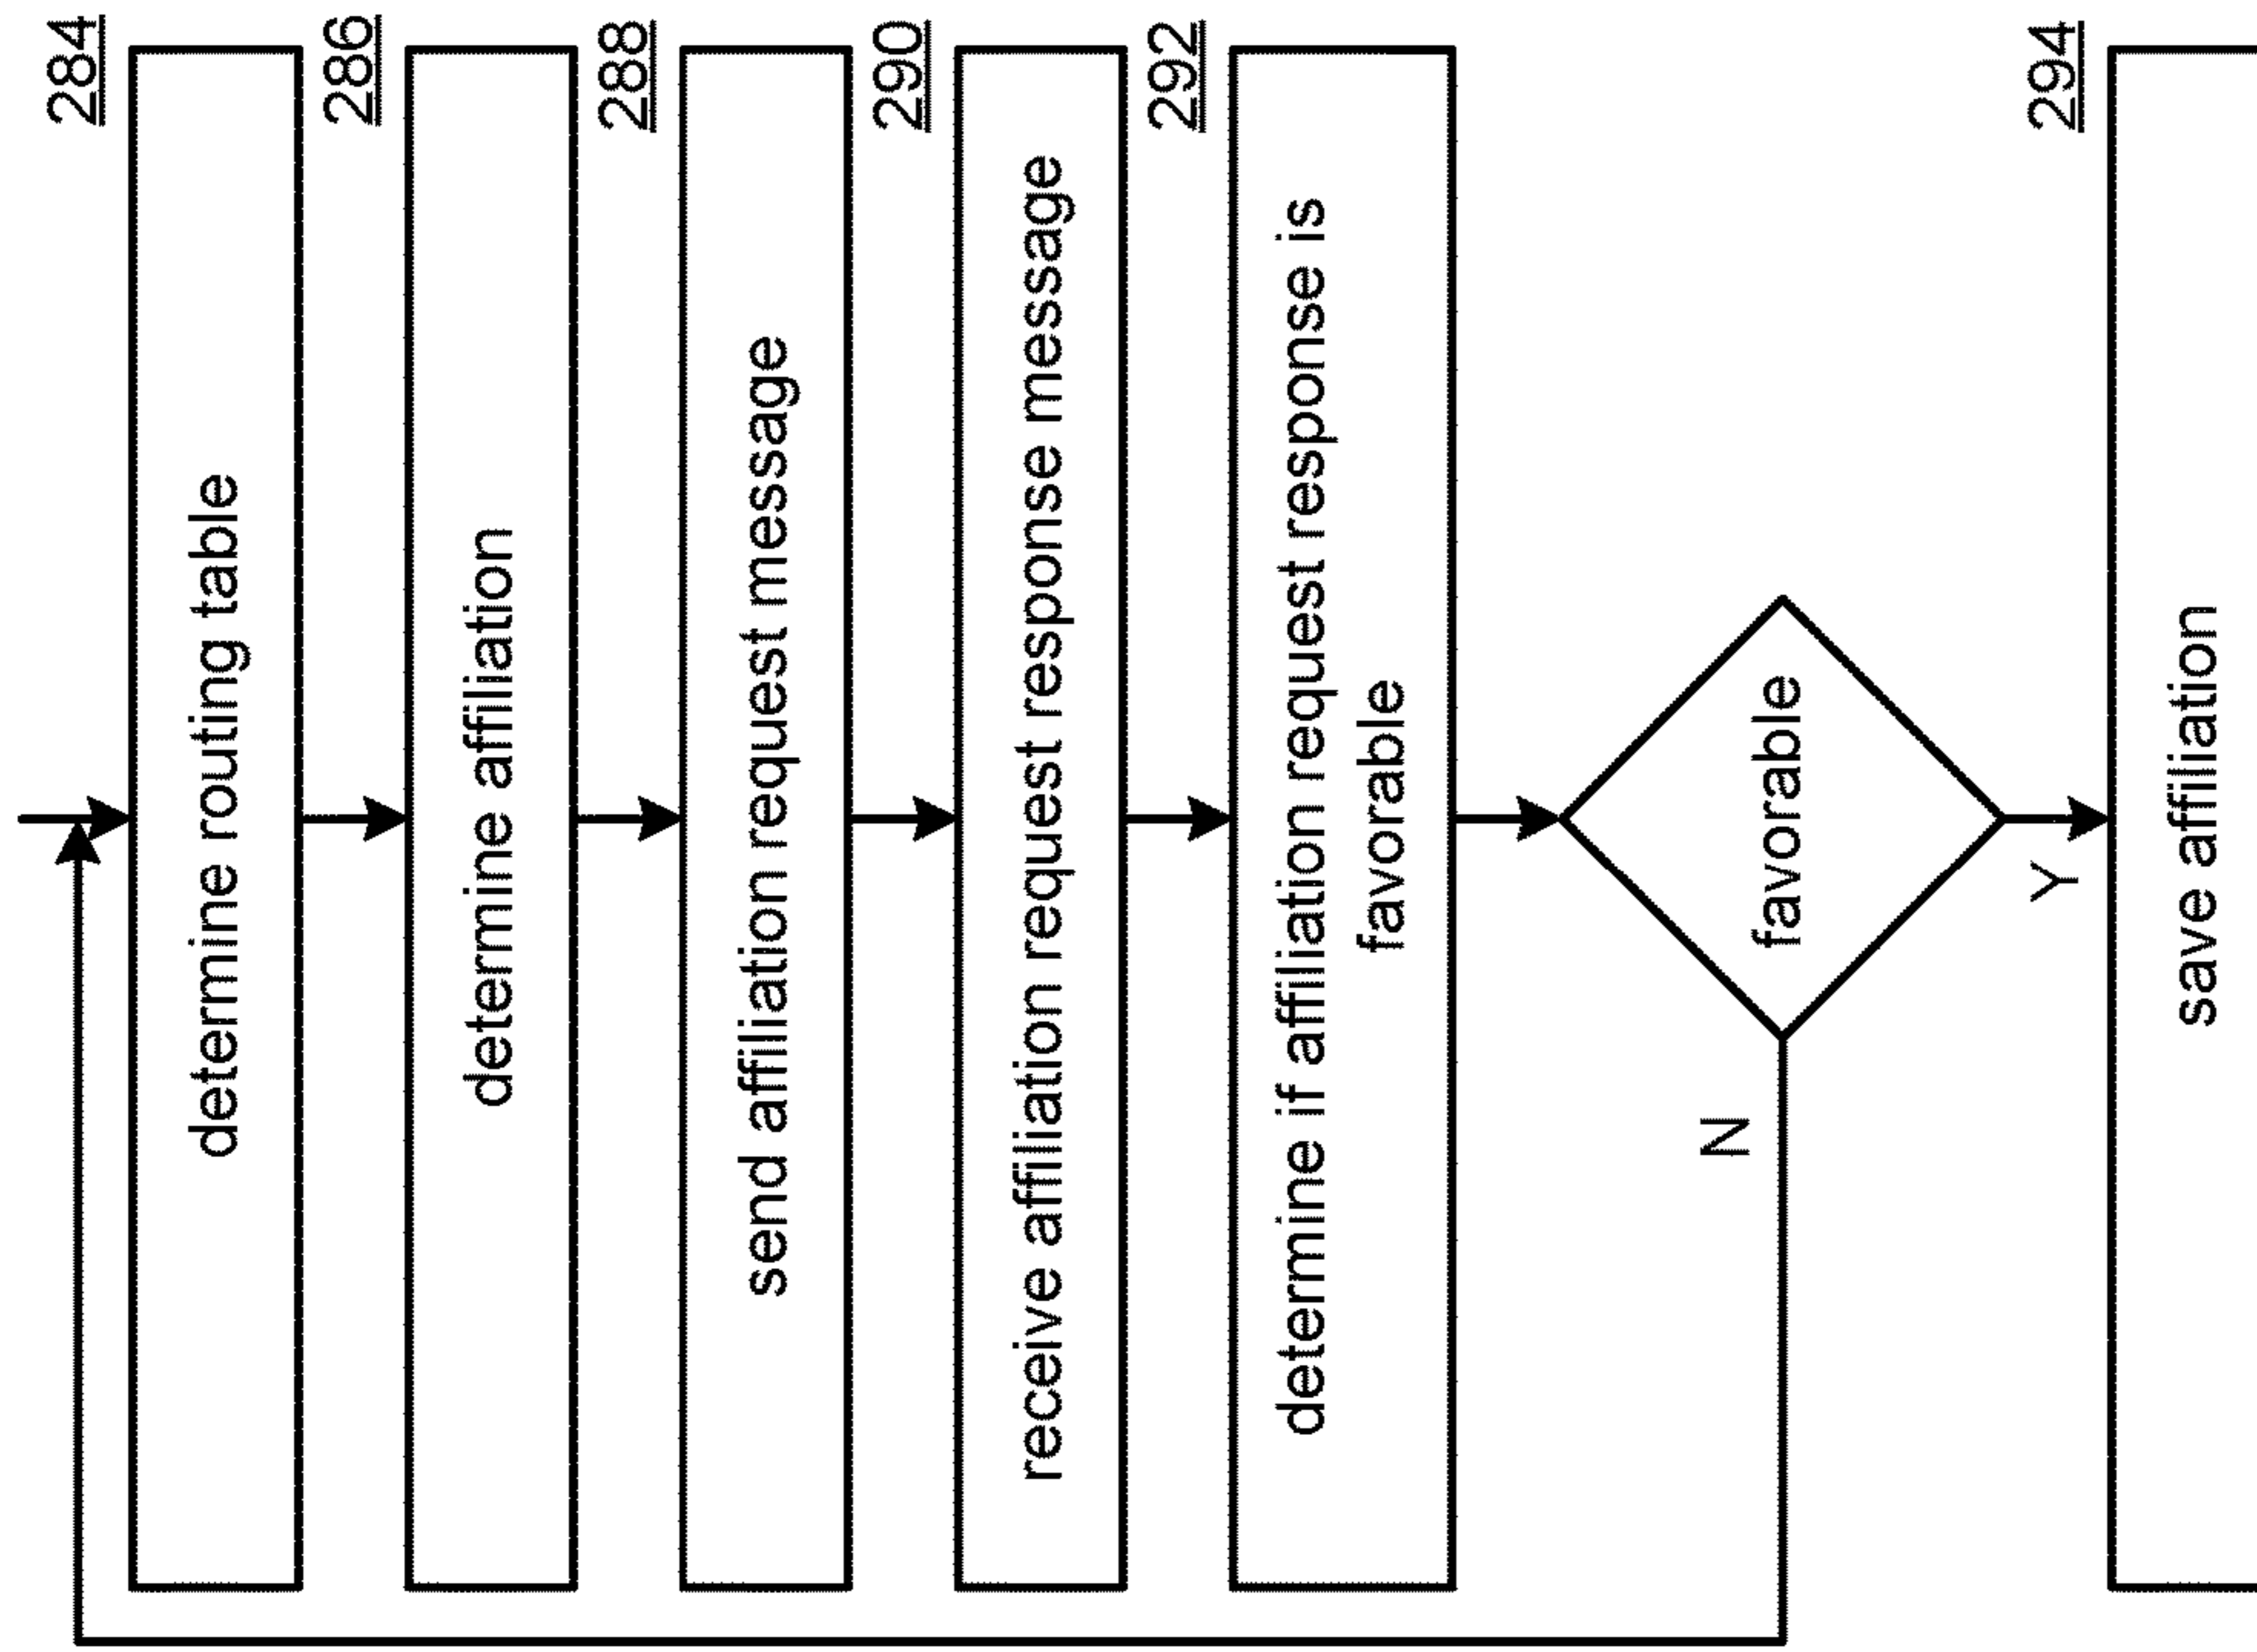 284
determine routing table
286
determine affiliation
288
send affiliation request message
290
receive affiliation request response message
292
determine if affiliation request response is
favorable
favorable
N
Y
294
save affiliation